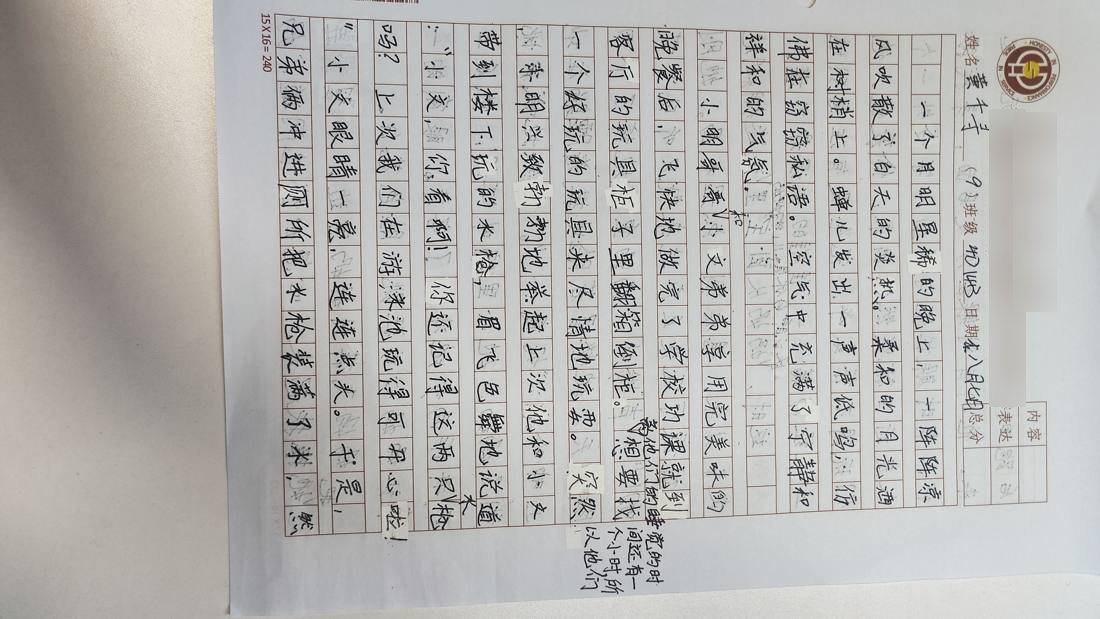 姓名 黄千寻 (9) 班级 四 日期 八月七日 总分
内容
表达
一个月明星稀的晚上，一阵阵凉
风吹散了白天的炎热。柔和的月光洒
在树梢上。蝉儿发出一声声低鸣，仿
佛在窃窃私语。空气中充满了宁静和
祥和的气氛。
小明哥哥和小文弟弟享用完美味的
晚餐后，飞快地做完了学校功课就到
客厅的玩具柜子里翻箱倒柜。想要找
离他们的睡觉的时间还有一个小时，所以他们
一个好玩的玩具来尽情地玩耍。突然
，明兴致勃勃地举起上次他和小文
带到楼下玩的水枪，眉飞色舞地说道
：“小文，你看啊！你还记得这两只水枪
吗？上次我们在游泳池玩得可开心啦
”小文眼睛一亮，连连点头。于是，
兄弟俩冲进厕所把水枪装满了水，然
15X16=240